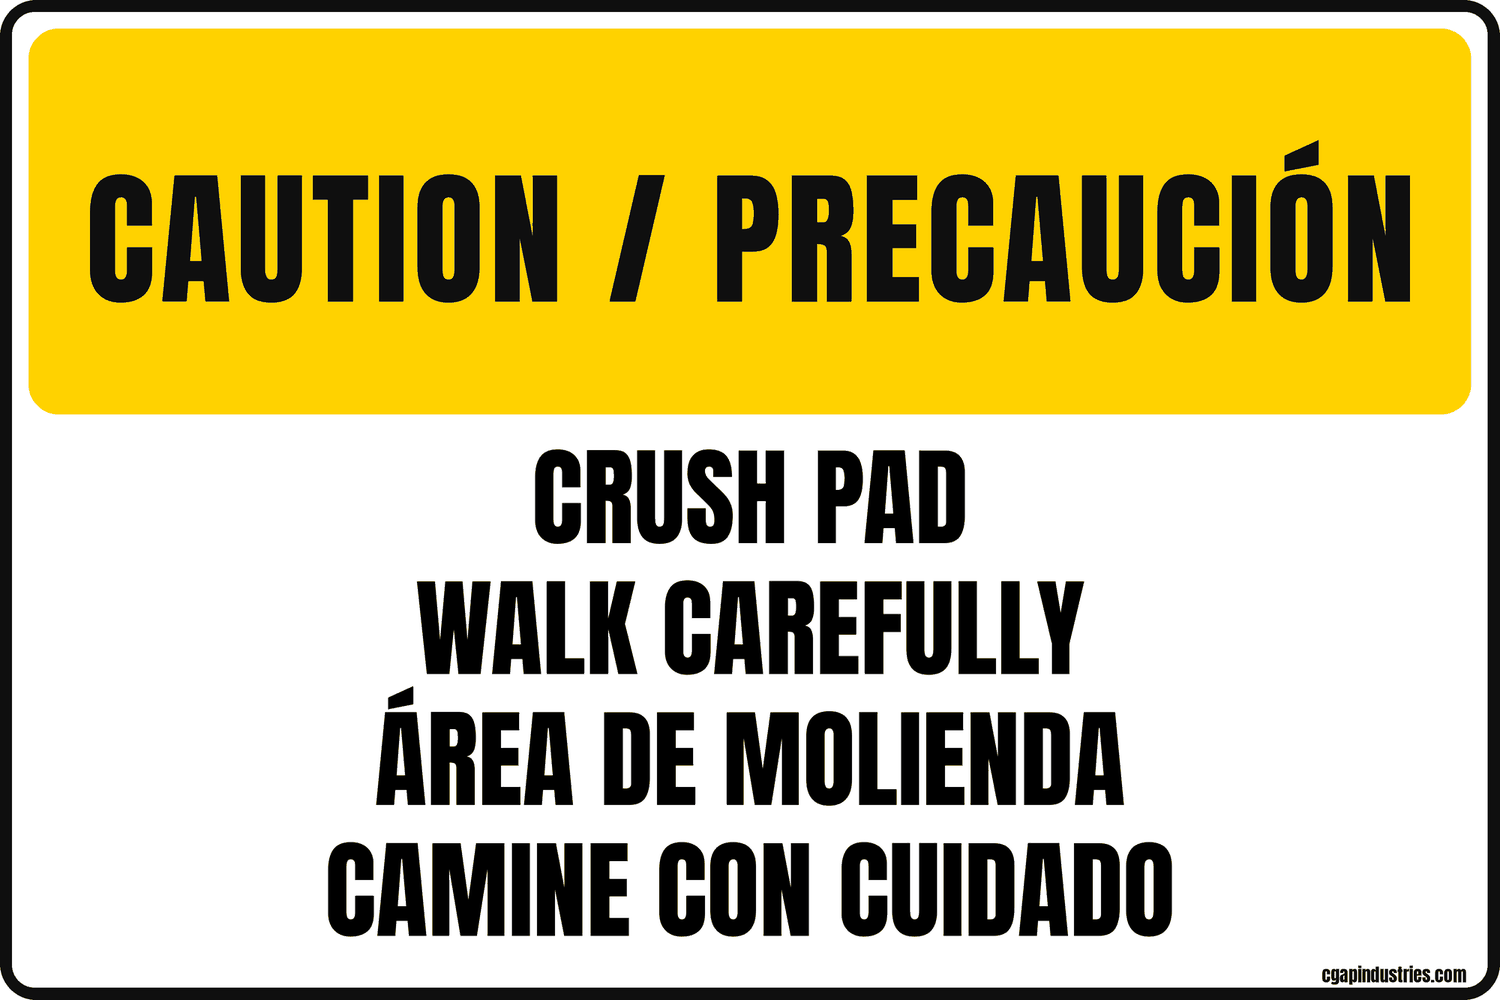 CAUTION / PRECAUCIÓN
CRUSH PAD
WALK CAREFULLY
ÁREA DE MOLIENDA
CAMINE CON CUIDADO
cgapindustries.com